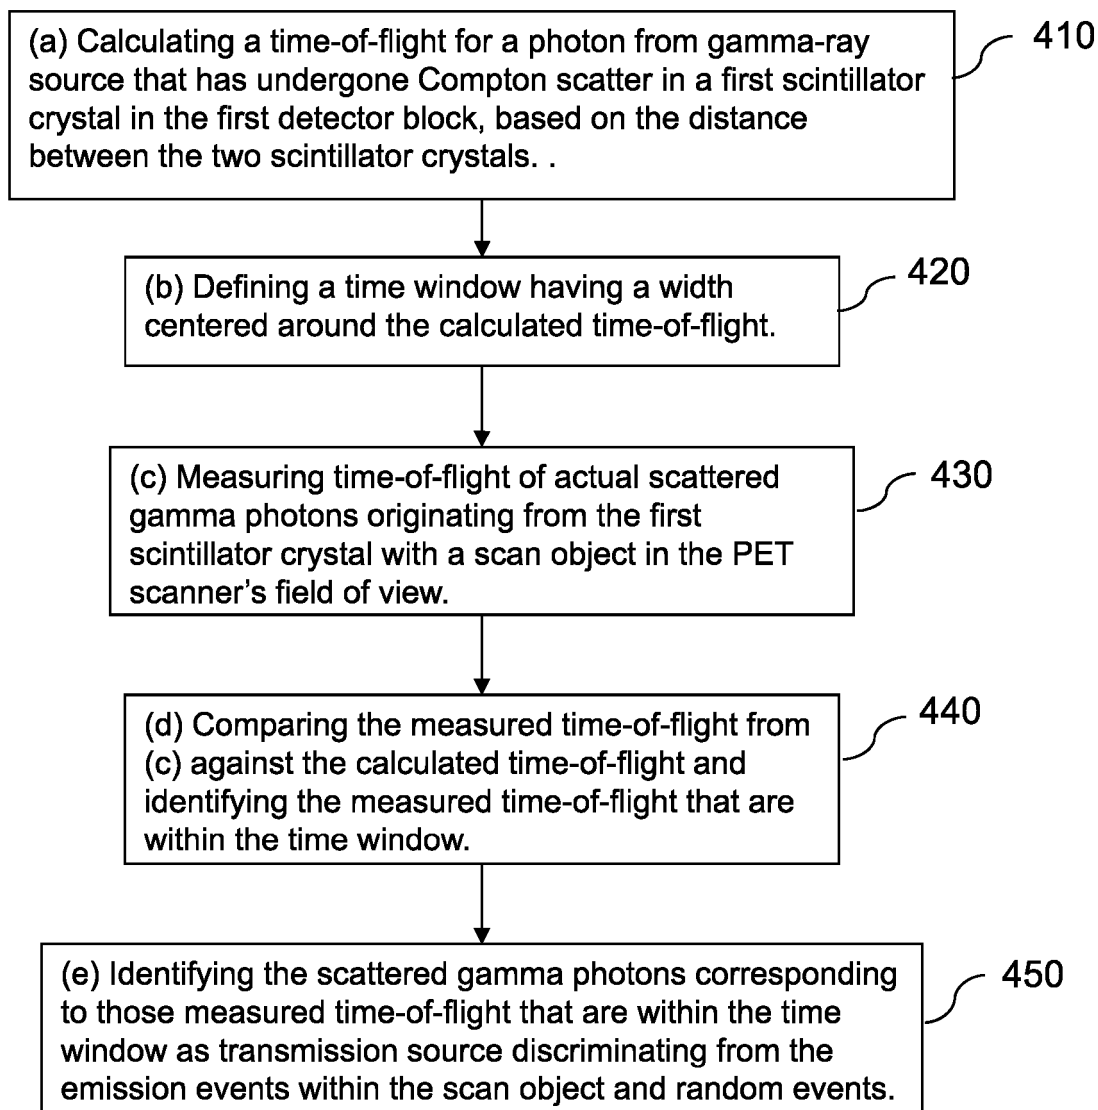 (a) Calculating a time-of-flight for a photon from gamma-ray
source that has undergone Compton scatter in a first scintillator
crystal in the first detector block, based on the distance
between the two scintillator crystals. .
410
(b) Defining a time window having a width
centered around the calculated time-of-flight.
420
(c) Measuring time-of-flight of actual scattered
gamma photons originating from the first
scintillator crystal with a scan object in the PET
scanner's field of view.
430
(d) Comparing the measured time-of-flight from
(c) against the calculated time-of-flight and
identifying the measured time-of-flight that are
within the time window.
440
(e) Identifying the scattered gamma photons corresponding
to those measured time-of-flight that are within the time
window as transmission source discriminating from the
emission events within the scan object and random events.
450